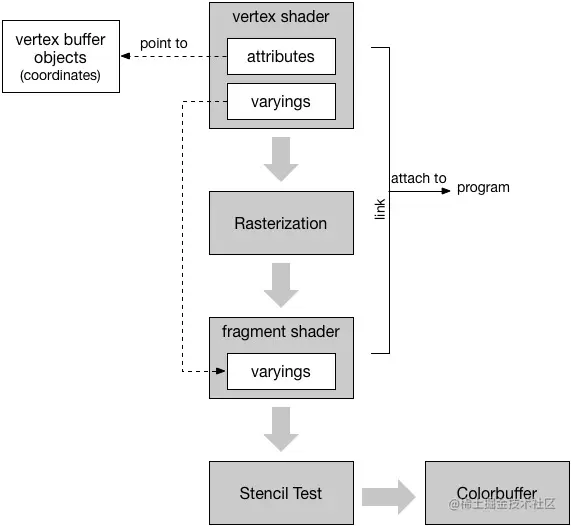 vertex shader
vertex buffer
objects
(coordinates)
point to
attributes
varyings
attach to
program
link
Rasterization
fragment shader
varyings
Stencil Test
Colorbuffer
@稀土掘金技术社区